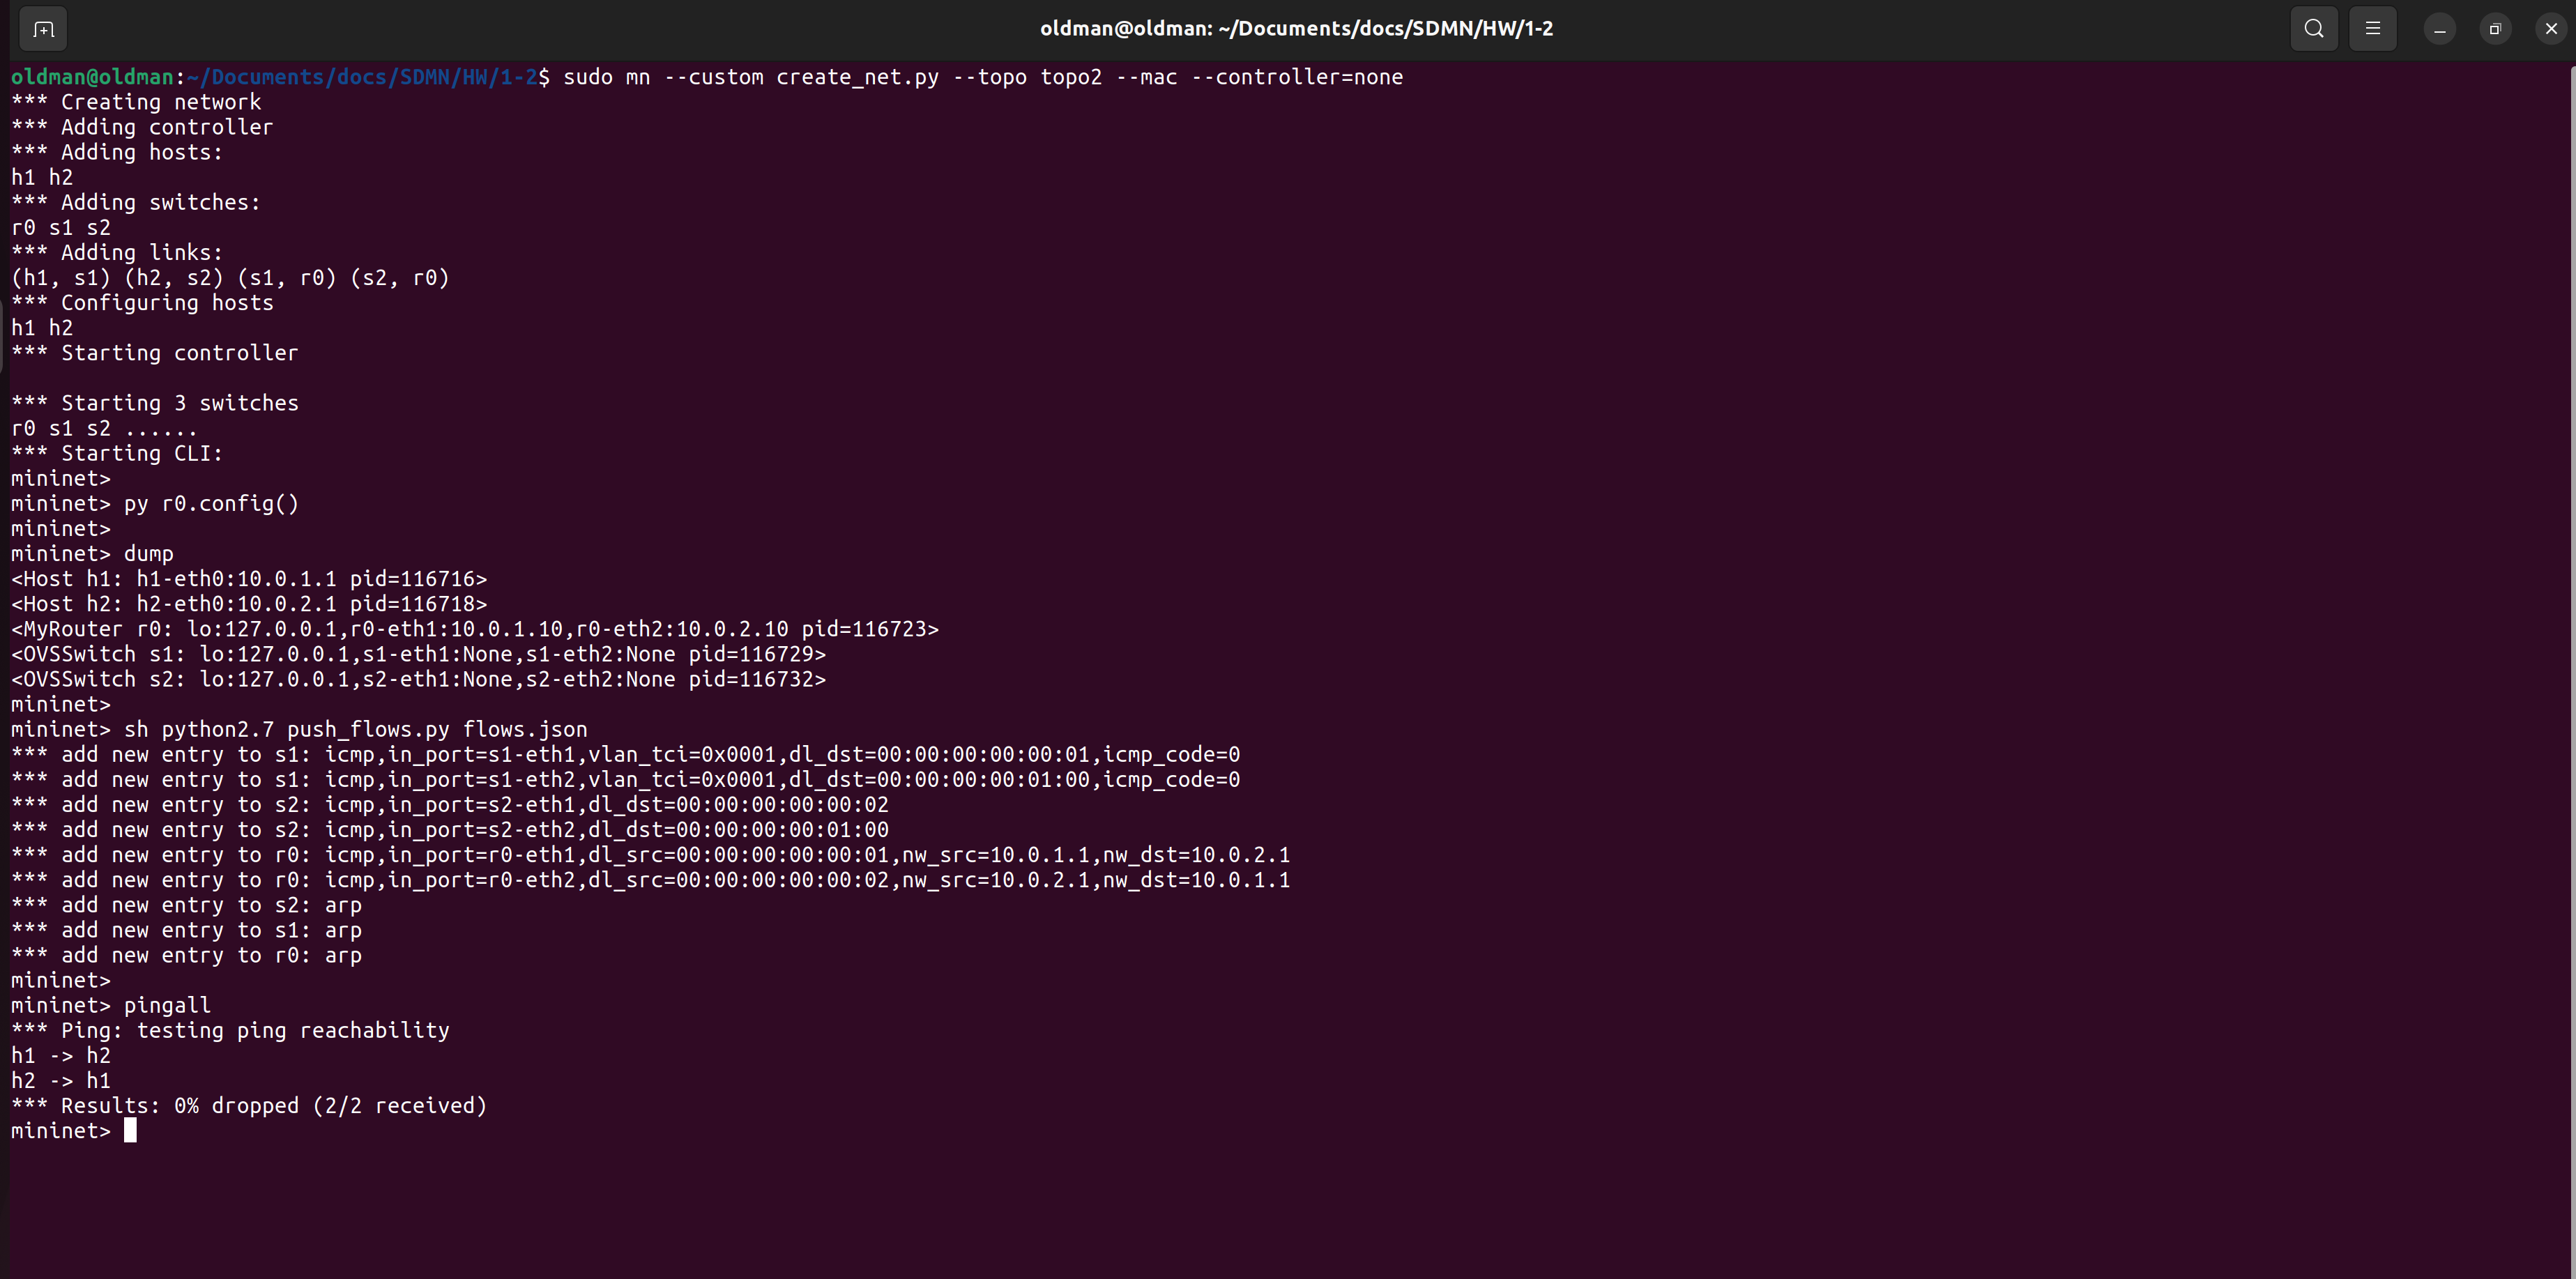 oldman@oldman: ~/Documents/docs/SDMN/HW/1-2
oldman@oldman:~/Documents/docs/SDMN/HW/1-2$ sudo mn --custom create_net.py --topo topo2 --mac --controller=none
*** Creating network
*** Adding controller
*** Adding hosts:
h1 h2
*** Adding switches:
r0 s1 s2
*** Adding links:
(h1, s1) (h2, s2) (s1, r0) (s2, r0)
*** Configuring hosts
h1 h2
*** Starting controller
*** Starting 3 switches
r0 s1 s2 ......
*** Starting CLI:
mininet>
mininet> py r0.config()
mininet>
mininet> dump
<Host h1: h1-eth0:10.0.1.1 pid=116716>
<Host h2: h2-eth0:10.0.2.1 pid=116718>
<MyRouter r0: lo:127.0.0.1,r0-eth1:10.0.1.10,r0-eth2:10.0.2.10 pid=116723>
<OVSSwitch s1: lo:127.0.0.1,s1-eth1:None,s1-eth2:None pid=116729>
<OVSSwitch s2: lo:127.0.0.1,s2-eth1:None,s2-eth2:None pid=116732>
mininet>
mininet> sh python2.7 push_flows.py flows.json
*** add new entry to s1: icmp,in_port=s1-eth1,vlan_tci=0x0001,dl_dst=00:00:00:00:00:01,icmp_code=0
*** add new entry to s1: icmp,in_port=s1-eth2,vlan_tci=0x0001,dl_dst=00:00:00:00:01:00,icmp_code=0
*** add new entry to s2: icmp,in_port=s2-eth1,dl_dst=00:00:00:00:00:02
*** add new entry to s2: icmp,in_port=s2-eth2,dl_dst=00:00:00:00:01:00
*** add new entry to r0: icmp,in_port=r0-eth1,dl_src=00:00:00:00:00:01,nw_src=10.0.1.1,nw_dst=10.0.2.1
*** add new entry to r0: icmp,in_port=r0-eth2,dl_src=00:00:00:00:00:02,nw_src=10.0.2.1,nw_dst=10.0.1.1
*** add new entry to s2: arp
*** add new entry to s1: arp
*** add new entry to r0: arp
mininet>
mininet> pingall
*** Ping: testing ping reachability
h1 -> h2
h2 -> h1
*** Results: 0% dropped (2/2 received)
mininet>